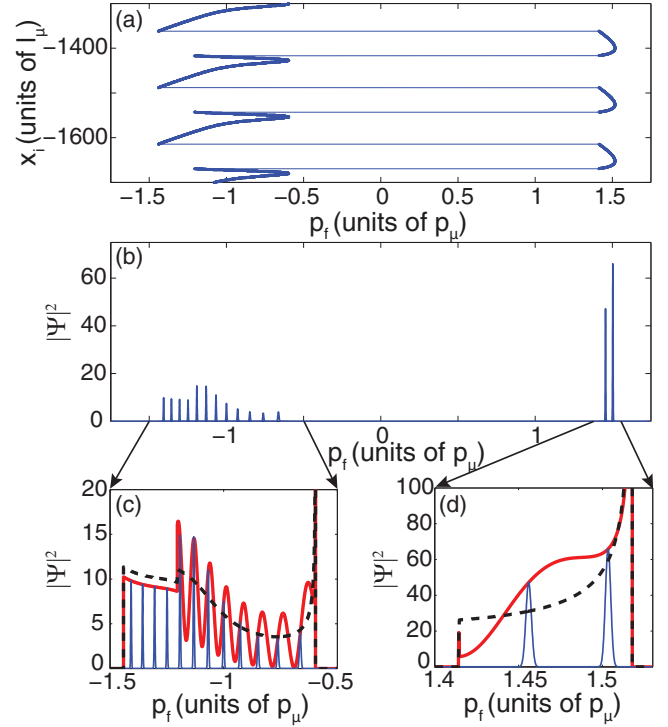 (a)
x_i (units of l_μ)
−1400
−1600
−1.5 −1 −0.5 0 0.5 1 1.5
p_f (units of p_μ)
(b)
|Ψ|²
60
40
20
0
−1 0 1
p_f (units of p_μ)
(c)
|Ψ|²
20
15
10
5
0
−1.5 −1 −0.5
p_f (units of p_μ)
(d)
|Ψ|²
100
80
60
40
20
0
1.4 1.45 1.5
p_f (units of p_μ)